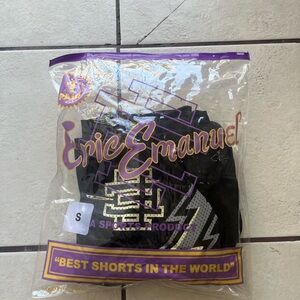 Eric Emanuel
S
A SPORTS PRODUCT
"BEST SHORTS IN THE WORLD"